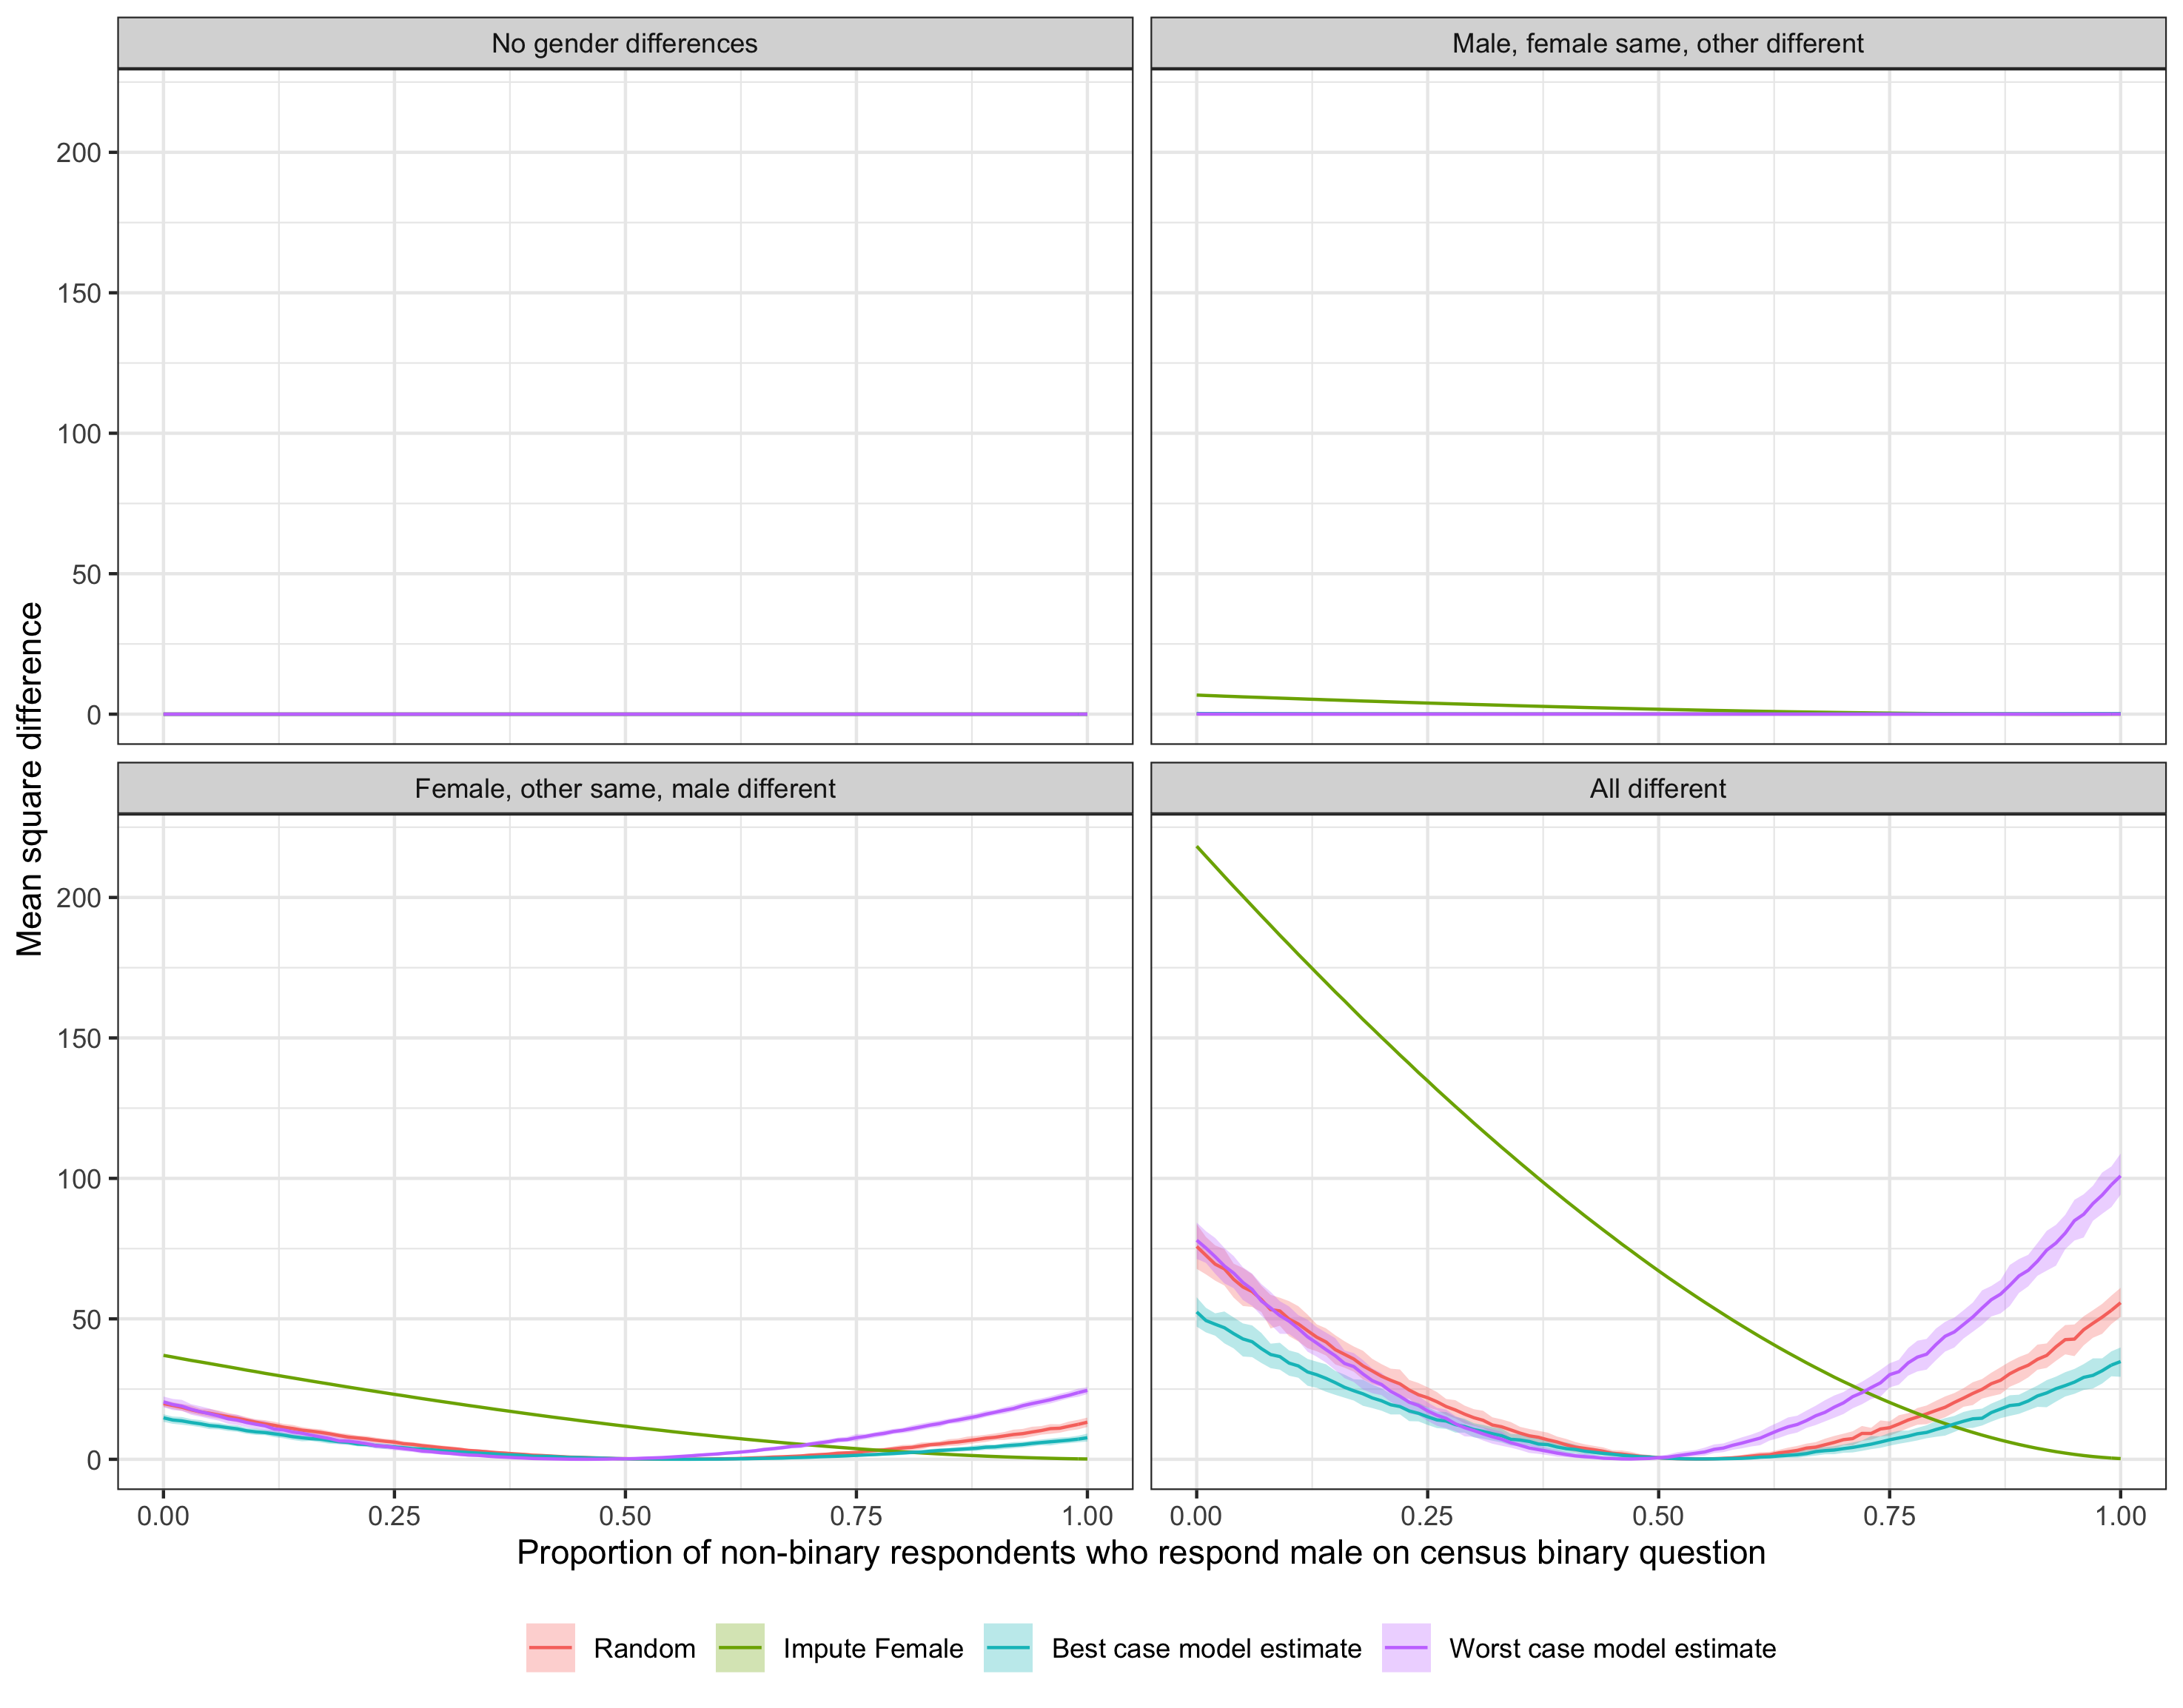 No gender differences
Male, female same, other different
200
150
100
50
0
Female, other same, male different
All different
200
150
100
50
0
Mean square difference
0.00 0.25 0.50 0.75 1.00
0.00 0.25 0.50 0.75 1.00
Proportion of non-binary respondents who respond male on census binary question
Random Impute Female Best case model estimate Worst case model estimate